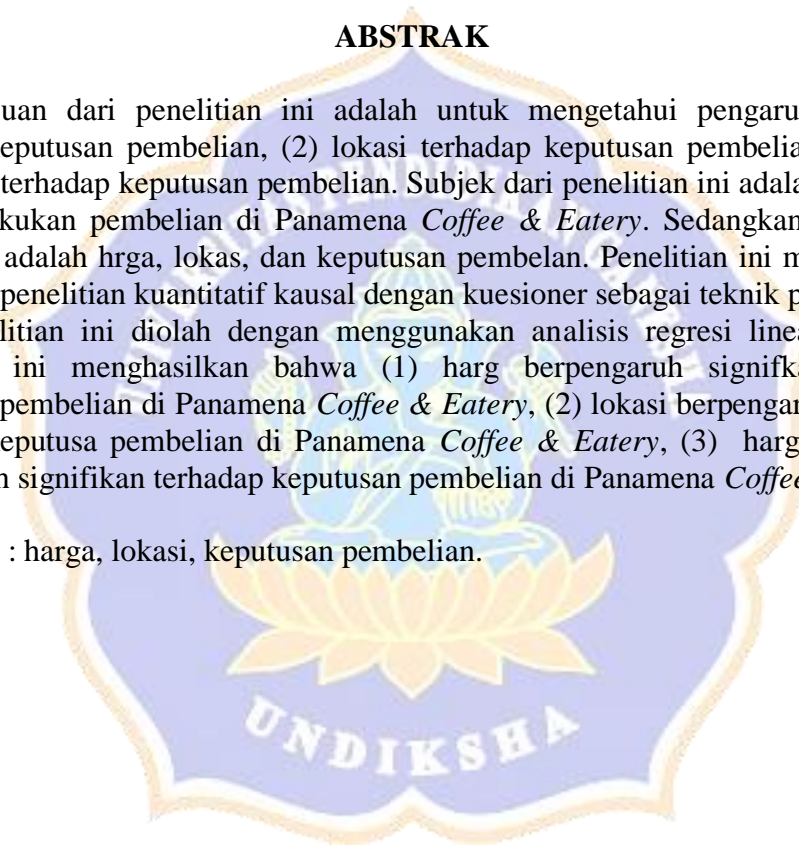 ABSTRAK
uan dari penelitian ini adalah untuk mengetahui pengaru
eputusan pembelian, (2) lokasi terhadap keputusan pembelia
terhadap keputusan pembelian. Subjek dari penelitian ini adala
kukan pembelian di Panamena Coffee & Eatery. Sedangkan
adalah hrga, lokas, dan keputusan pembelan. Penelitian ini m
penelitian kuantitatif kausal dengan kuesioner sebagai teknik p
litian ini diolah dengan menggunakan analisis regresi linea
ini menghasilkan bahwa (1) harg berpengaruh signifka
pembelian di Panamena Coffee & Eatery, (2) lokasi berpengar
eputusa pembelian di Panamena Coffee & Eatery, (3) harg
n signifikan terhadap keputusan pembelian di Panamena Coffee
: harga, lokasi, keputusan pembelian.
UNDIKSHA